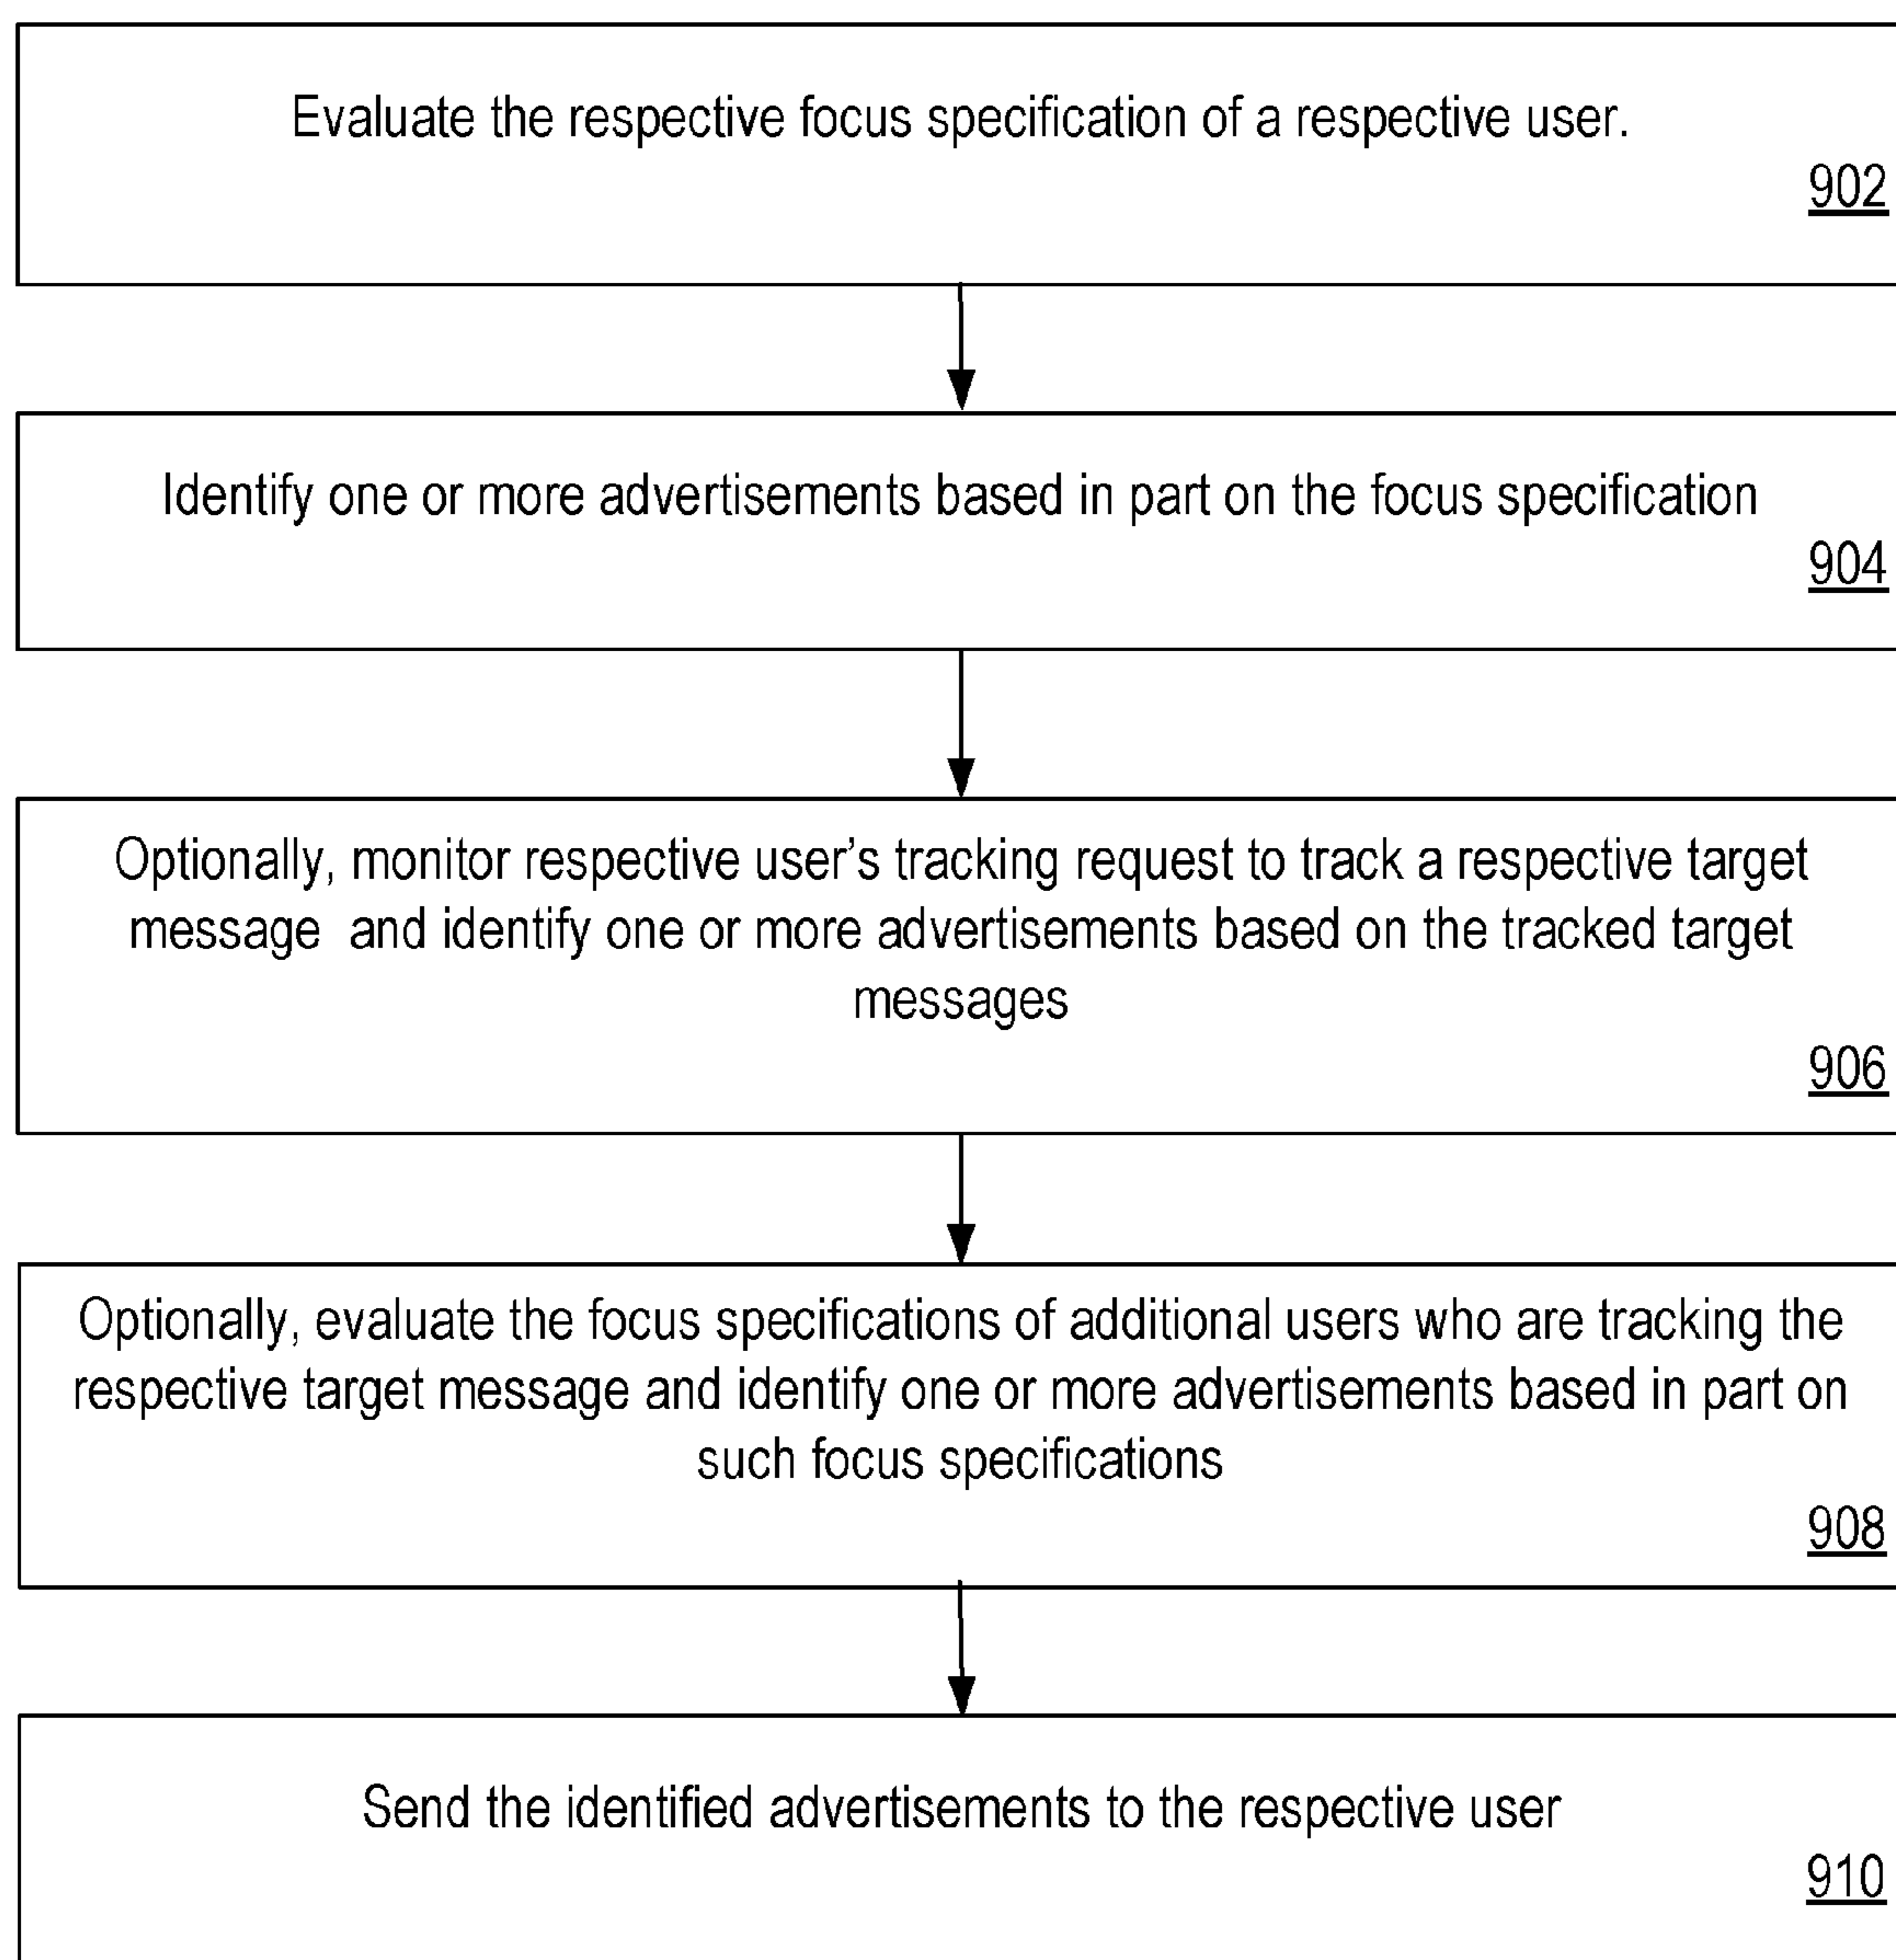 Evaluate the respective focus specification of a respective user.
902
Identify one or more advertisements based in part on the focus specification
904
Optionally, monitor respective user's tracking request to track a respective target
message and identify one or more advertisements based on the tracked target
messages
906
Optionally, evaluate the focus specifications of additional users who are tracking the
respective target message and identify one or more advertisements based in part on
such focus specifications
908
Send the identified advertisements to the respective user
910